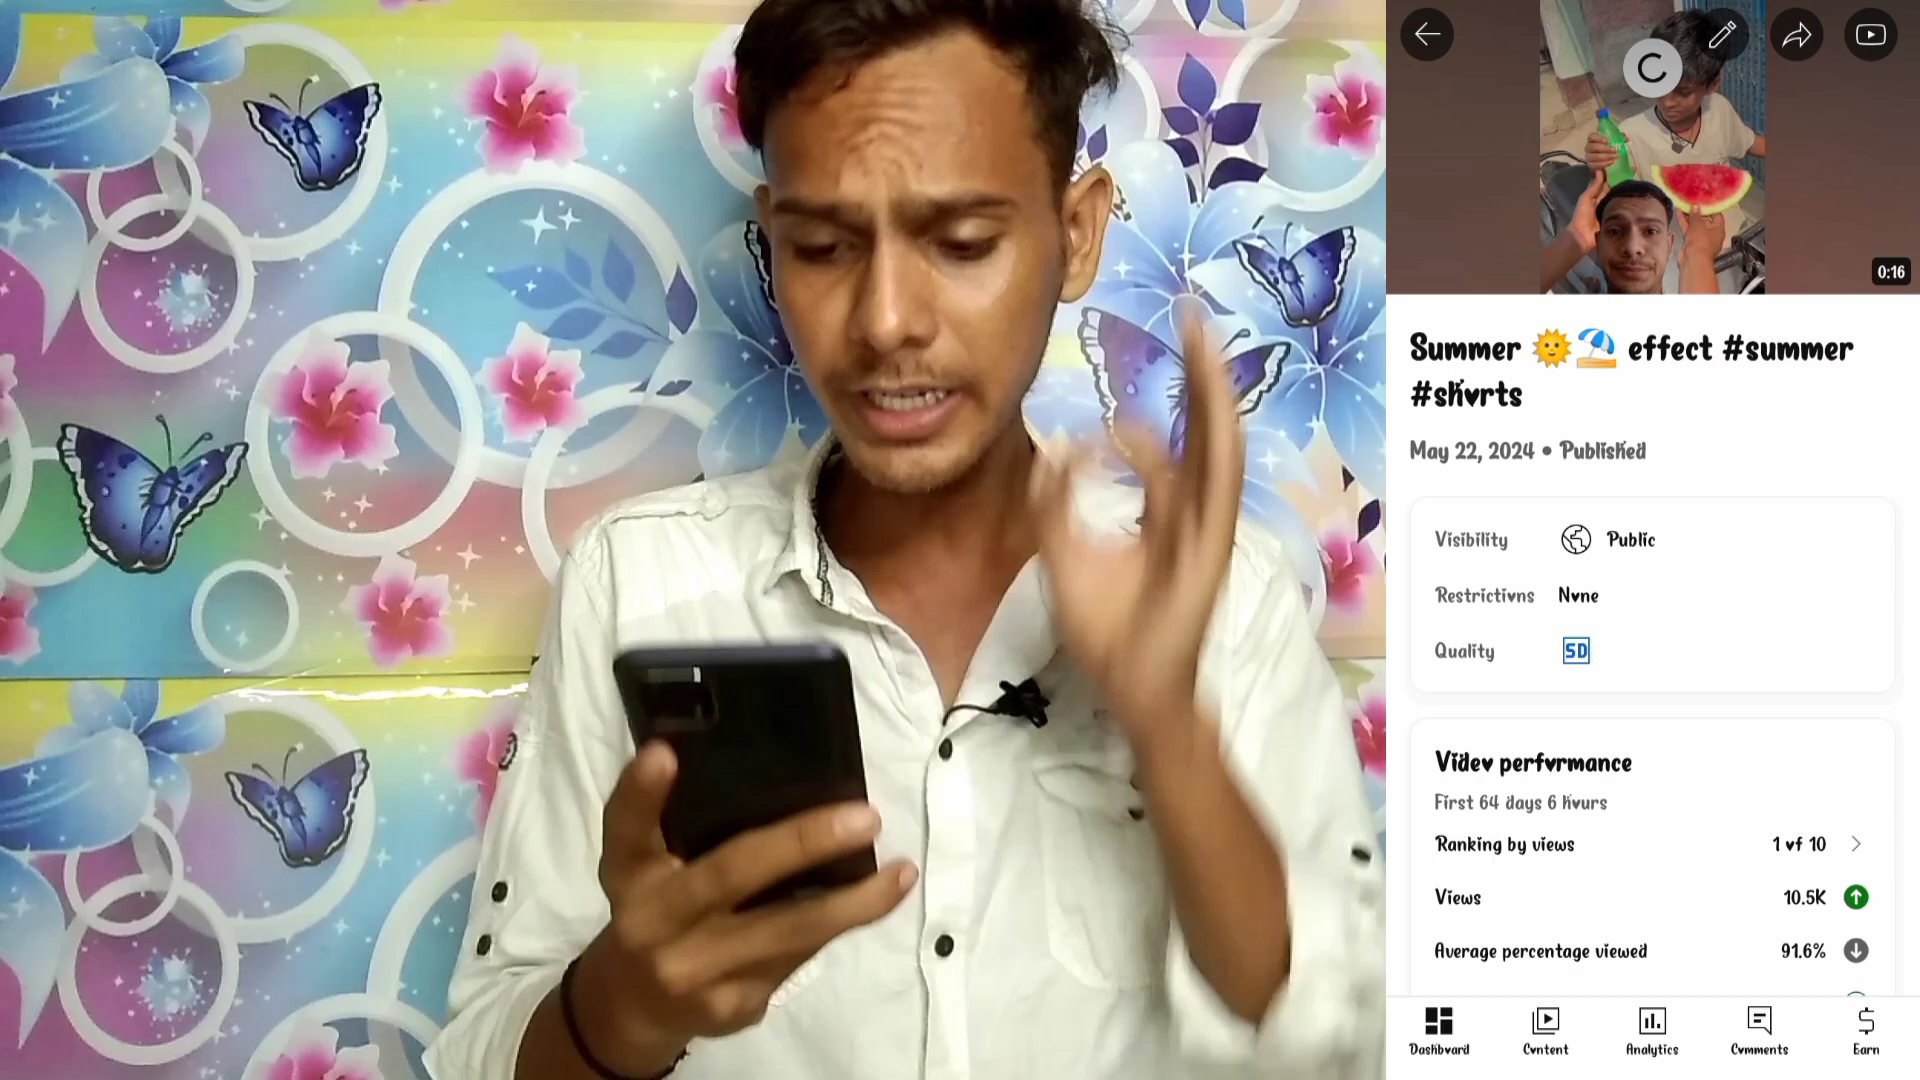 0:16
Summer 🌞⛱️ effect #summer
#shorts
May 22, 2024 • Published
Visibility Public
Restrictions None
Quality SD
Video performance
First 64 days 6 hours
Ranking by views 1 of 10
Views 10.5K
Average percentage viewed 91.6%
Dashboard Content Analytics Comments Earn